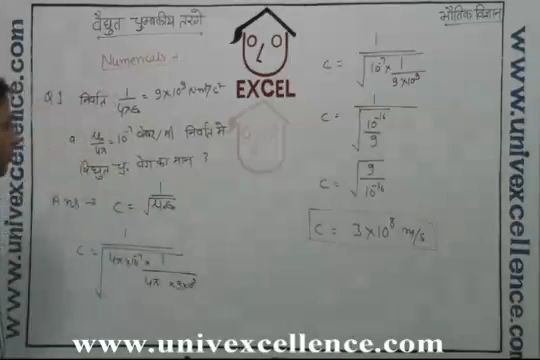 वैद्युत चुम्बकीय तरंगे
भौतिक विज्ञान
Numericals -
EXCEL
Q.1 निर्वात 1/4πε₀ = 9×10⁹ Nm²/C²
व μ₀/4π = 10⁻⁷ वेबर/मी निर्वात मे
विद्युत चु. वेग का मान ?
Ans → C = 1/√μ₀ε₀
C = 1/√(4π×10⁻⁷ × 1/(4π×9×10⁹))
C = 1/√(10⁻⁷ × 1/(9×10⁹))
C = 1/√(10⁻¹⁶/9)
C = √(9/10⁻¹⁶)
C = 3×10⁸ m/s
www.univexcellence.com
www.univexcellence.com
www.univexcellence.com